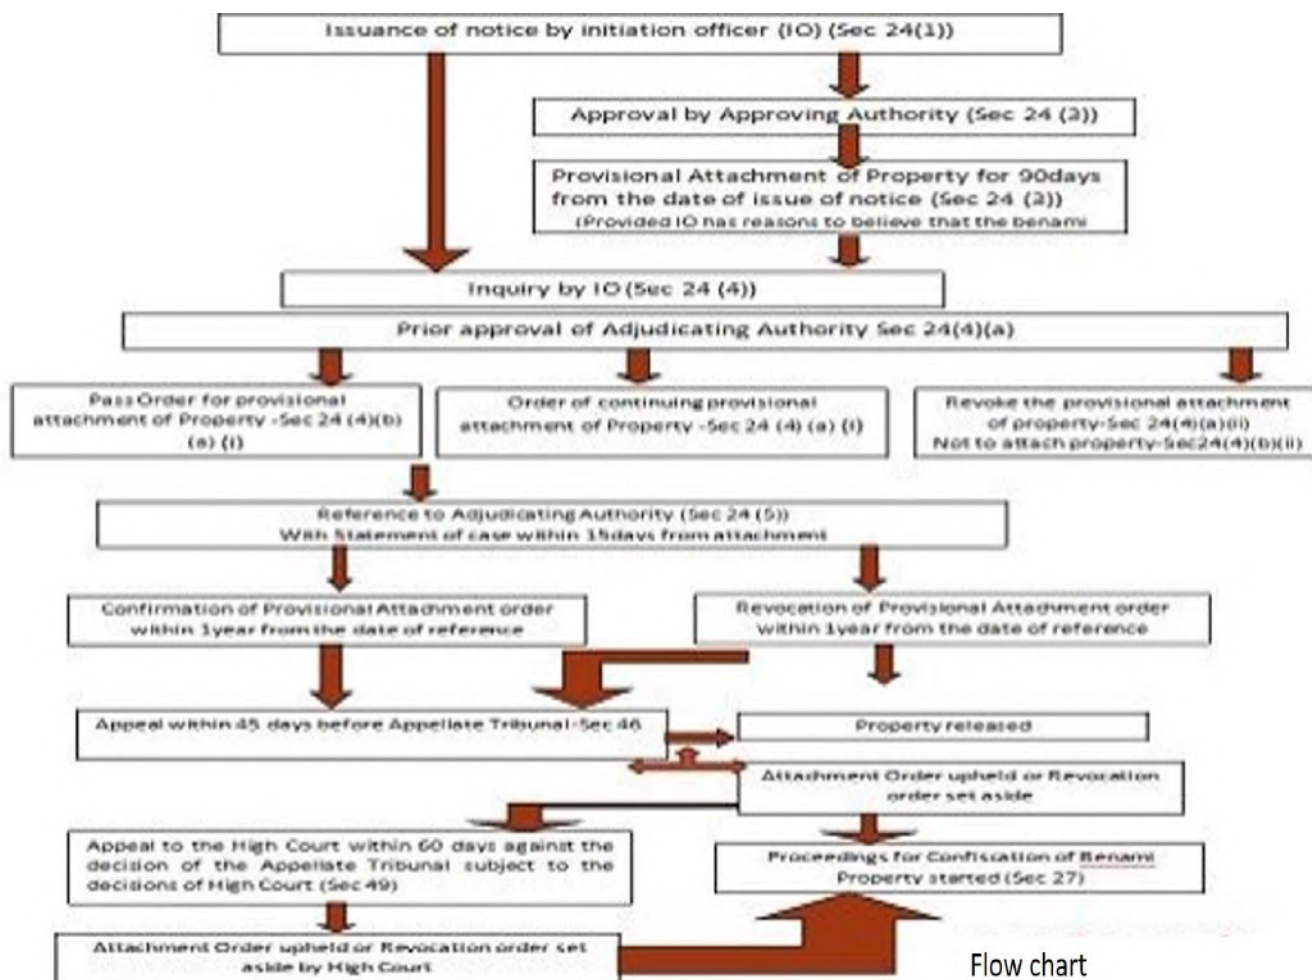 Issuance of notice by initiation officer (IO) (Sec 24(1))
Approval by Approving Authority (Sec 24 (3))
Provisional Attachment of Property for 90days
from the date of issue of notice (Sec 24 (3))
(Provided IO has reasons to believe that the benami
Inquiry by IO (Sec 24 (4))
Prior approval of Adjudicating Authority Sec 24(4)(a)
Pass Order for provisional
attachment of Property -Sec 24 (4)(b)
(a) (i)
Order of continuing provisional
attachment of Property -Sec 24 (4) (a) (i)
Revoke the provisional attachment
of property-Sec 24(4)(a)(ii)
Not to attach property-Sec24(4)(b)(ii)
Reference to Adjudicating Authority (Sec 24 (5))
With Statement of case within 15days from attachment
Confirmation of Provisional Attachment order
within 1year from the date of reference
Revocation of Provisional Attachment order
within 1year from the date of reference
Appeal within 45 days before Appellate Tribunal-Sec 46
Property released
Attachment Order upheld or Revocation
order set aside
Appeal to the High Court within 60 days against the
decision of the Appellate Tribunal subject to the
decisions of High Court (Sec 49)
Proceedings for Confiscation of Benami
Property started (Sec 27)
Attachment Order upheld or Revocation order set
aside by High Court
Flow chart